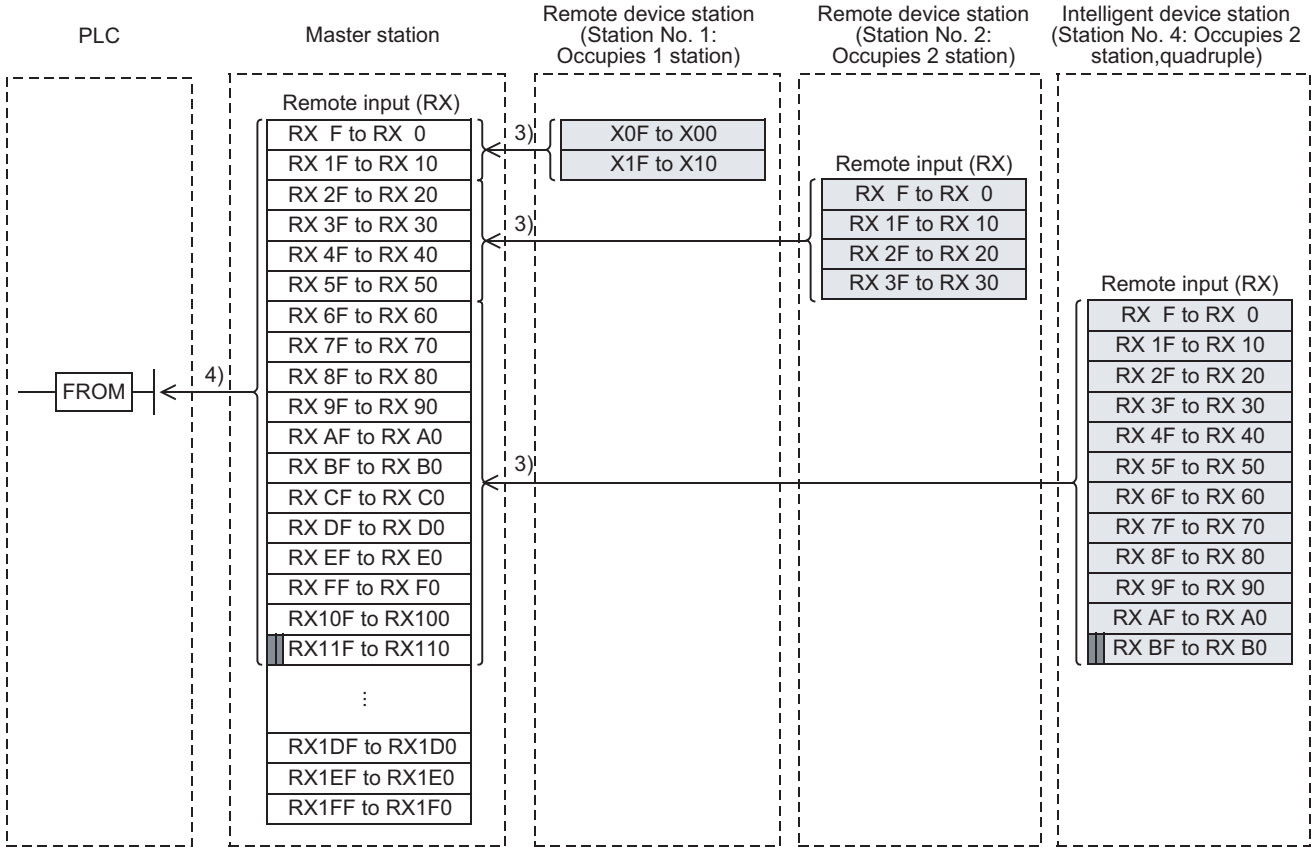 PLC
Master station
Remote device station
(Station No. 1:
Occupies 1 station)
Remote device station
(Station No. 2:
Occupies 2 station)
Intelligent device station
(Station No. 4: Occupies 2
station,quadruple)
FROM
4)
Remote input (RX)
RX F to RX 0
RX 1F to RX 10
RX 2F to RX 20
RX 3F to RX 30
RX 4F to RX 40
RX 5F to RX 50
RX 6F to RX 60
RX 7F to RX 70
RX 8F to RX 80
RX 9F to RX 90
RX AF to RX A0
RX BF to RX B0
RX CF to RX C0
RX DF to RX D0
RX EF to RX E0
RX FF to RX F0
RX10F to RX100
RX11F to RX110
...
RX1DF to RX1D0
RX1EF to RX1E0
RX1FF to RX1F0
3)
3)
3)
X0F to X00
X1F to X10
Remote input (RX)
RX F to RX 0
RX 1F to RX 10
RX 2F to RX 20
RX 3F to RX 30
Remote input (RX)
RX F to RX 0
RX 1F to RX 10
RX 2F to RX 20
RX 3F to RX 30
RX 4F to RX 40
RX 5F to RX 50
RX 6F to RX 60
RX 7F to RX 70
RX 8F to RX 80
RX 9F to RX 90
RX AF to RX A0
RX BF to RX B0